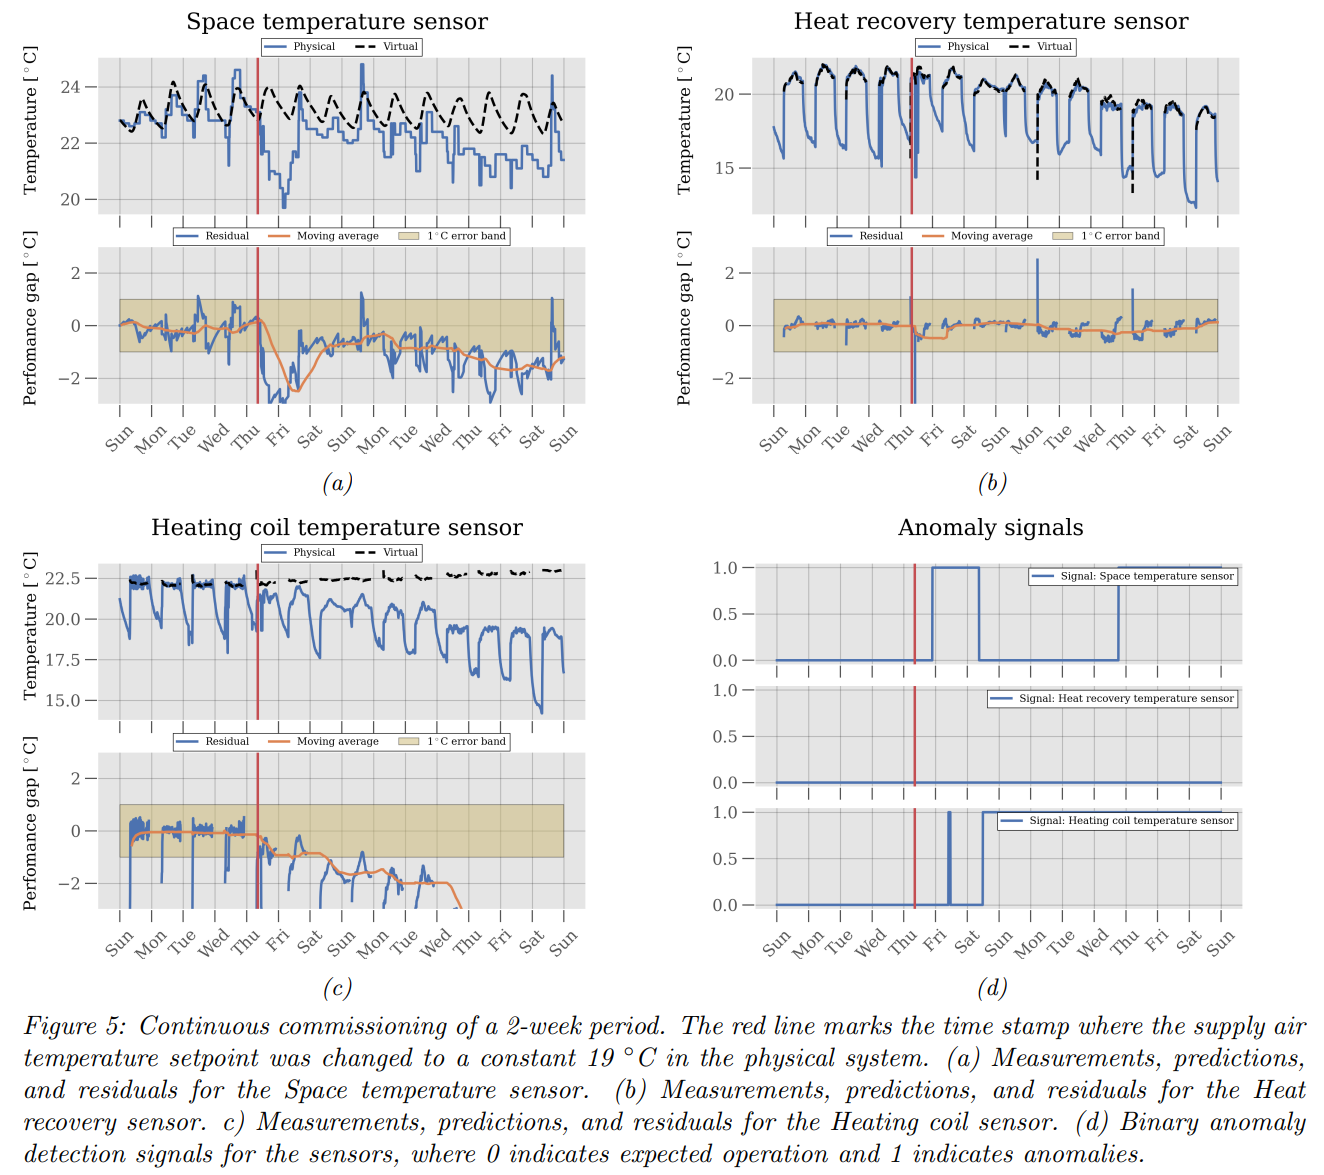 Space temperature sensor
Physical Virtual
Temperature [°C]
24
22
20
Residual Moving average 1°C error band
Perfomance gap [°C]
2
0
−2
Sun Mon Tue Wed Thu Fri Sat Sun Mon Tue Wed Thu Fri Sat Sun
(a)
Heat recovery temperature sensor
Physical Virtual
Temperature [°C]
20
15
Residual Moving average 1°C error band
Perfomance gap [°C]
2
0
−2
Sun Mon Tue Wed Thu Fri Sat Sun Mon Tue Wed Thu Fri Sat Sun
(b)
Heating coil temperature sensor
Physical Virtual
Temperature [°C]
22.5
20.0
17.5
15.0
Residual Moving average 1°C error band
Perfomance gap [°C]
2
0
−2
Sun Mon Tue Wed Thu Fri Sat Sun Mon Tue Wed Thu Fri Sat Sun
(c)
Anomaly signals
1.0
0.5
0.0
Signal: Space temperature sensor
1.0
0.5
0.0
Signal: Heat recovery temperature sensor
1.0
0.5
0.0
Signal: Heating coil temperature sensor
Sun Mon Tue Wed Thu Fri Sat Sun Mon Tue Wed Thu Fri Sat Sun
(d)
Figure 5: Continuous commissioning of a 2-week period. The red line marks the time stamp where the supply air
temperature setpoint was changed to a constant 19 °C in the physical system. (a) Measurements, predictions,
and residuals for the Space temperature sensor. (b) Measurements, predictions, and residuals for the Heat
recovery sensor. c) Measurements, predictions, and residuals for the Heating coil sensor. (d) Binary anomaly
detection signals for the sensors, where 0 indicates expected operation and 1 indicates anomalies.